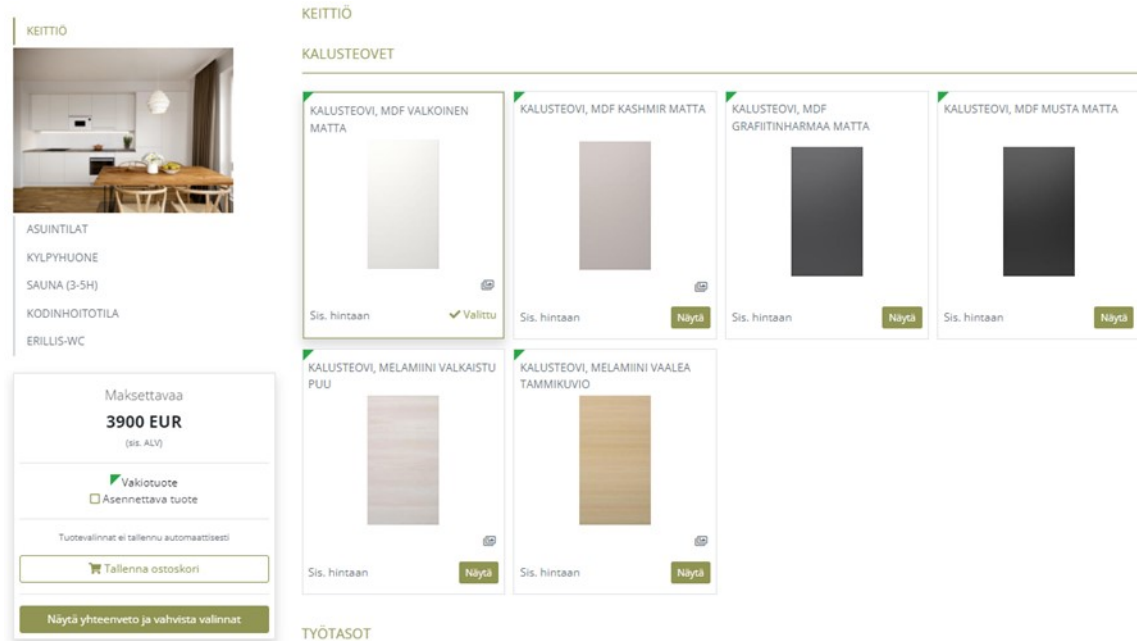 KEITTIÖ
ASUINTILAT
KYLPYHUONE
SAUNA (3-5H)
KODINHOITOTILA
ERILLIS-WC
Maksettavaa
3900 EUR
(sis. ALV)
Vakiotuote
Asennettava tuote
Tuotevalinnat ei tallennu automaattisesti
Tallenna ostoskori
Näytä yhteenveto ja vahvista valinnat
KEITTIÖ
KALUSTEOVET
KALUSTEOVI, MDF VALKOINEN
MATTA
Sis. hintaan
Valittu
KALUSTEOVI, MDF KASHMIR MATTA
Sis. hintaan
Näytä
KALUSTEOVI, MDF
GRAFIITINHARMAA MATTA
Sis. hintaan
Näytä
KALUSTEOVI, MDF MUSTA MATTA
Sis. hintaan
Näytä
KALUSTEOVI, MELAMIINI VALKAISTU
PUU
Sis. hintaan
Näytä
KALUSTEOVI, MELAMIINI VAALEA
TAMMIKUVIO
Sis. hintaan
Näytä
TYÖTASOT